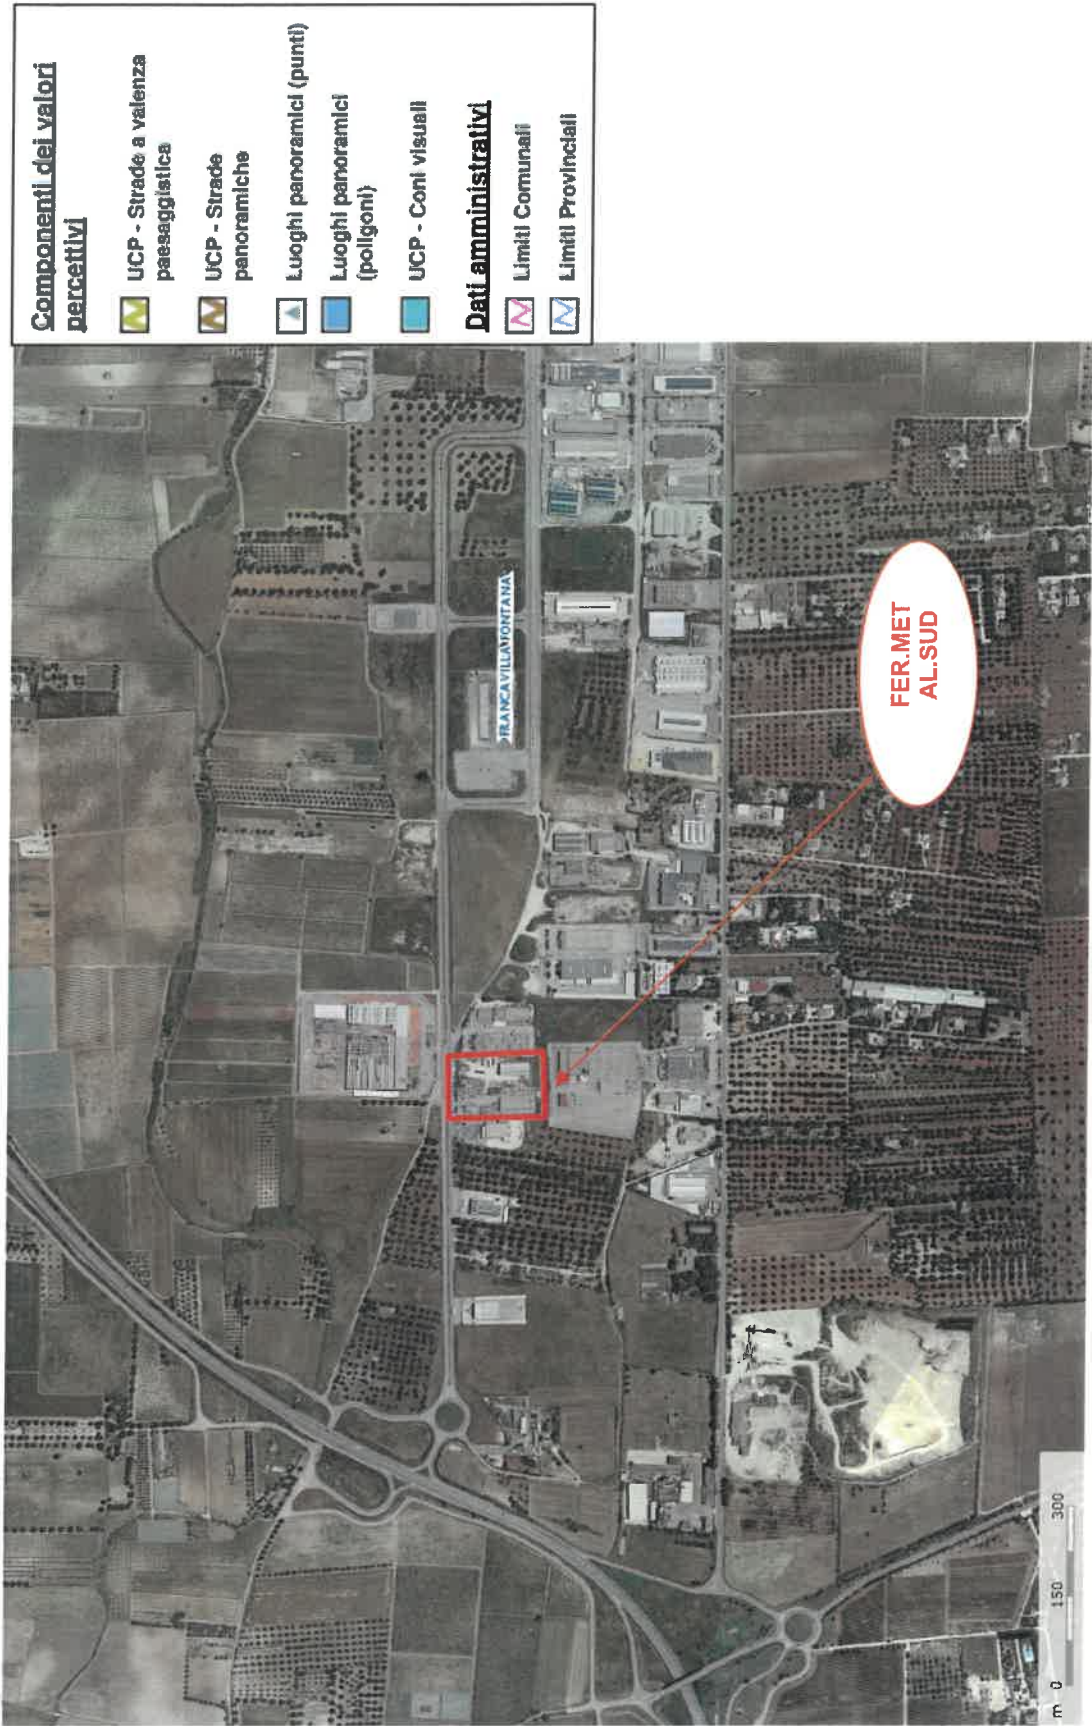 Componenti dei valori
percettivi
UCP - Strade a valenza
paesaggistica
UCP - Strade
panoramiche
Luoghi panoramici (punti)
Luoghi panoramici
(poligoni)
UCP - Coni visuali
Dati amministrativi
Limiti Comunali
Limiti Provinciali
FRANCAVILLA FONTANA
FER.MET
AL.SUD
m 0 150 300